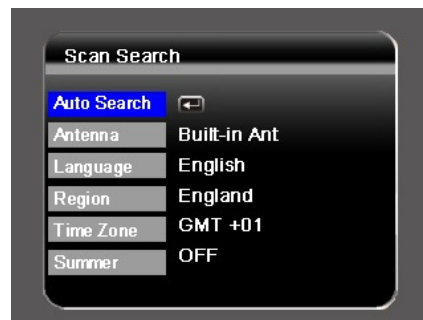 Scan Search
Auto Search
Antenna Built-in Ant
Language English
Region England
Time Zone GMT +01
Summer OFF